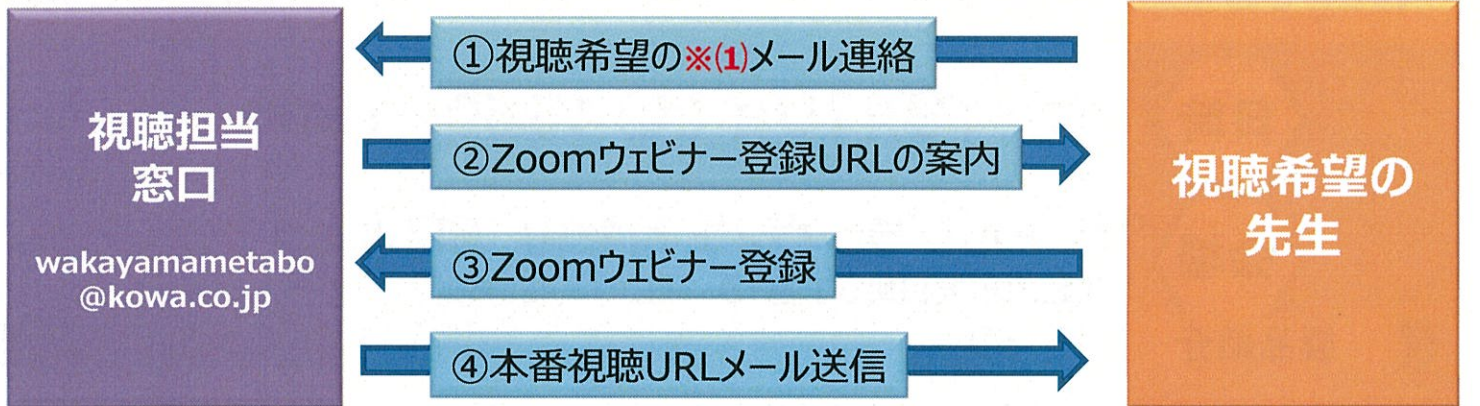 視聴担当
窓口
wakayamametabo
@kowa.co.jp
①視聴希望の※(1)メール連絡
②Zoomウェビナー登録URLの案内
③Zoomウェビナー登録
④本番視聴URLメール送信
視聴希望の
先生